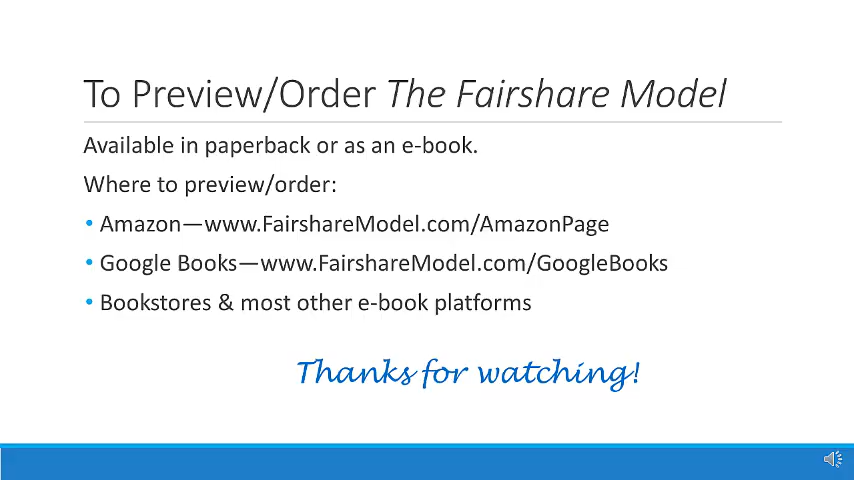 To Preview/Order The Fairshare Model
Available in paperback or as an e-book.
Where to preview/order:
• Amazon—www.FairshareModel.com/AmazonPage
• Google Books—www.FairshareModel.com/GoogleBooks
• Bookstores & most other e-book platforms
Thanks for watching!